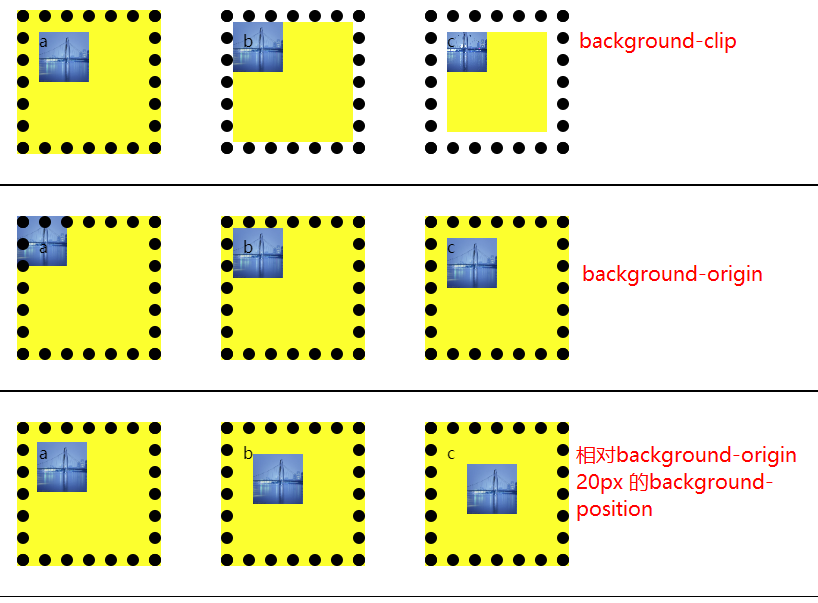 a b c background-clip
a b c background-origin
a b c 相对background-origin
20px 的background-
position